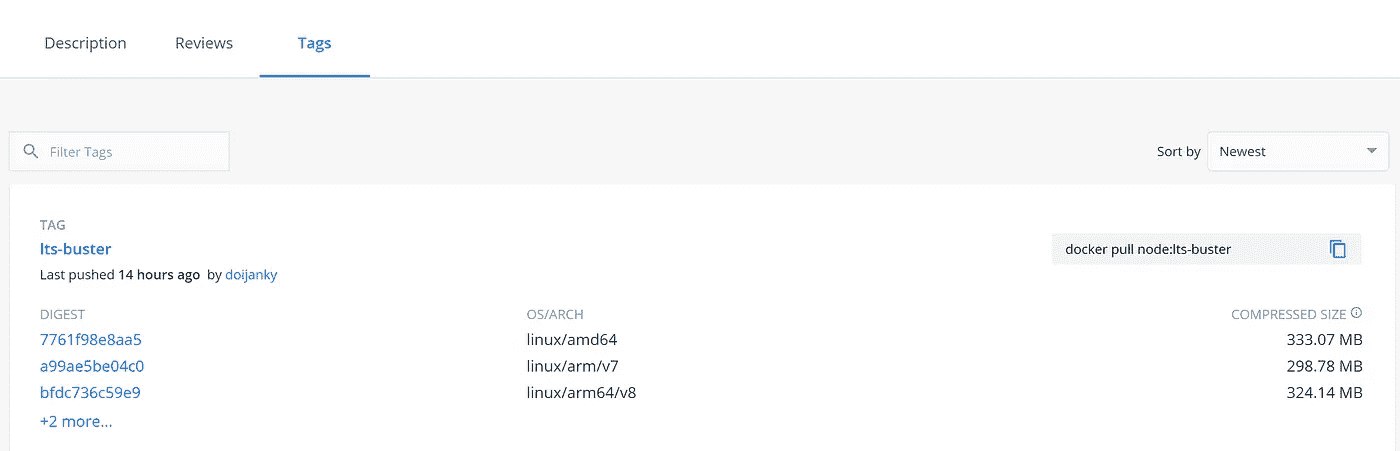 Description Reviews Tags
Filter Tags Sort by Newest
TAG
lts-buster docker pull node:lts-buster
Last pushed 14 hours ago by doijanky
DIGEST OS/ARCH COMPRESSED SIZE
7761f98e8aa5 linux/amd64 333.07 MB
a99ae5be04c0 linux/arm/v7 298.78 MB
bfdc736c59e9 linux/arm64/v8 324.14 MB
+2 more...